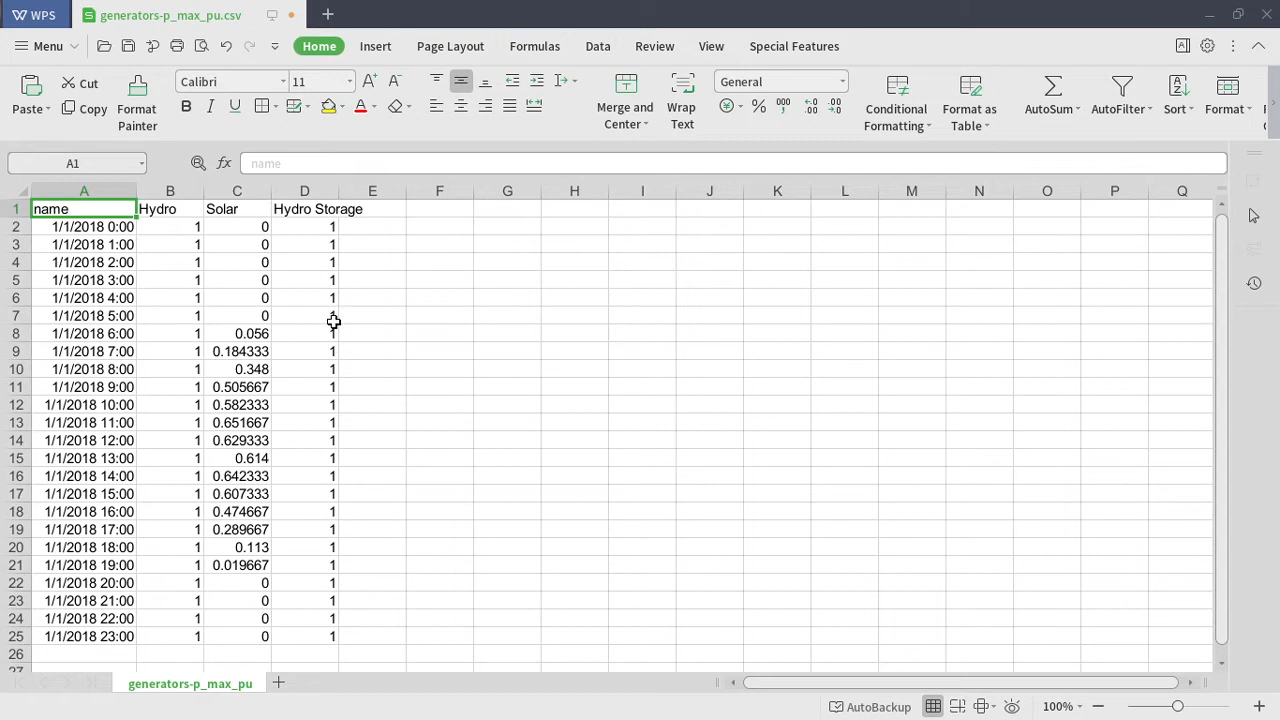 WPS generators-p_max_pu.csv
Menu Home Insert Page Layout Formulas Data Review View Special Features
Paste Cut Copy Format Painter Calibri 11 A+ A- Merge and Center Wrap Text General Conditional Formatting Format as Table AutoSum AutoFilter Sort Format
B I U A % 000 .00
A1 fx name
A B C D E F G H I J K L M N O P Q
1 name Hydro Solar Hydro Storage
2 1/1/2018 0:00 1 0 1
3 1/1/2018 1:00 1 0 1
4 1/1/2018 2:00 1 0 1
5 1/1/2018 3:00 1 0 1
6 1/1/2018 4:00 1 0 1
7 1/1/2018 5:00 1 0 1
8 1/1/2018 6:00 1 0.056 1
9 1/1/2018 7:00 1 0.184333 1
10 1/1/2018 8:00 1 0.348 1
11 1/1/2018 9:00 1 0.505667 1
12 1/1/2018 10:00 1 0.582333 1
13 1/1/2018 11:00 1 0.651667 1
14 1/1/2018 12:00 1 0.629333 1
15 1/1/2018 13:00 1 0.614 1
16 1/1/2018 14:00 1 0.642333 1
17 1/1/2018 15:00 1 0.607333 1
18 1/1/2018 16:00 1 0.474667 1
19 1/1/2018 17:00 1 0.289667 1
20 1/1/2018 18:00 1 0.113 1
21 1/1/2018 19:00 1 0.019667 1
22 1/1/2018 20:00 1 0 1
23 1/1/2018 21:00 1 0 1
24 1/1/2018 22:00 1 0 1
25 1/1/2018 23:00 1 0 1
26
27
generators-p_max_pu
AutoBackup 100%